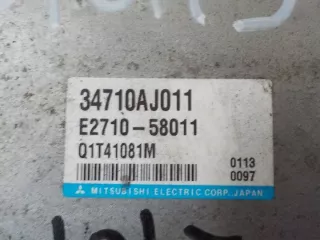 34710AJ011
E2710-58011
Q1T41081M
0113
0097
MITSUBISHI ELECTRIC CORP. JAPAN